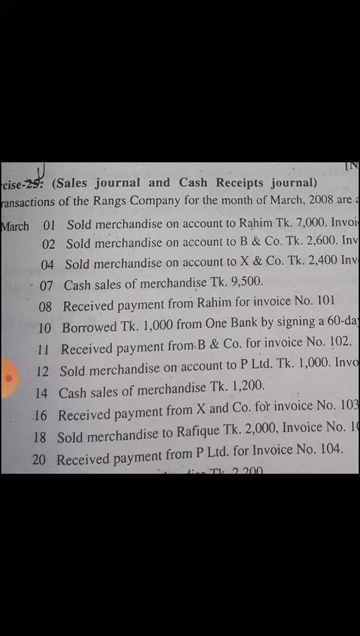 rcise-25: (Sales journal and Cash Receipts journal)
ransactions of the Rangs Company for the month of March, 2008 are
March 01 Sold merchandise on account to Rahim Tk. 7,000. Invoi
02 Sold merchandise on account to B & Co. Tk. 2,600. Inv
04 Sold merchandise on account to X & Co. Tk. 2,400 Inv
07 Cash sales of merchandise Tk. 9,500.
08 Received payment from Rahim for invoice No. 101
10 Borrowed Tk. 1,000 from One Bank by signing a 60-da
11 Received payment from B & Co. for invoice No. 102.
12 Sold merchandise on account to P Ltd. Tk. 1,000. Invo
14 Cash sales of merchandise Tk. 1,200.
16 Received payment from X and Co. for invoice No. 103
18 Sold merchandise to Rafique Tk. 2,000, Invoice No. 1
20 Received payment from P Ltd. for Invoice No. 104.
Tk. 2,200